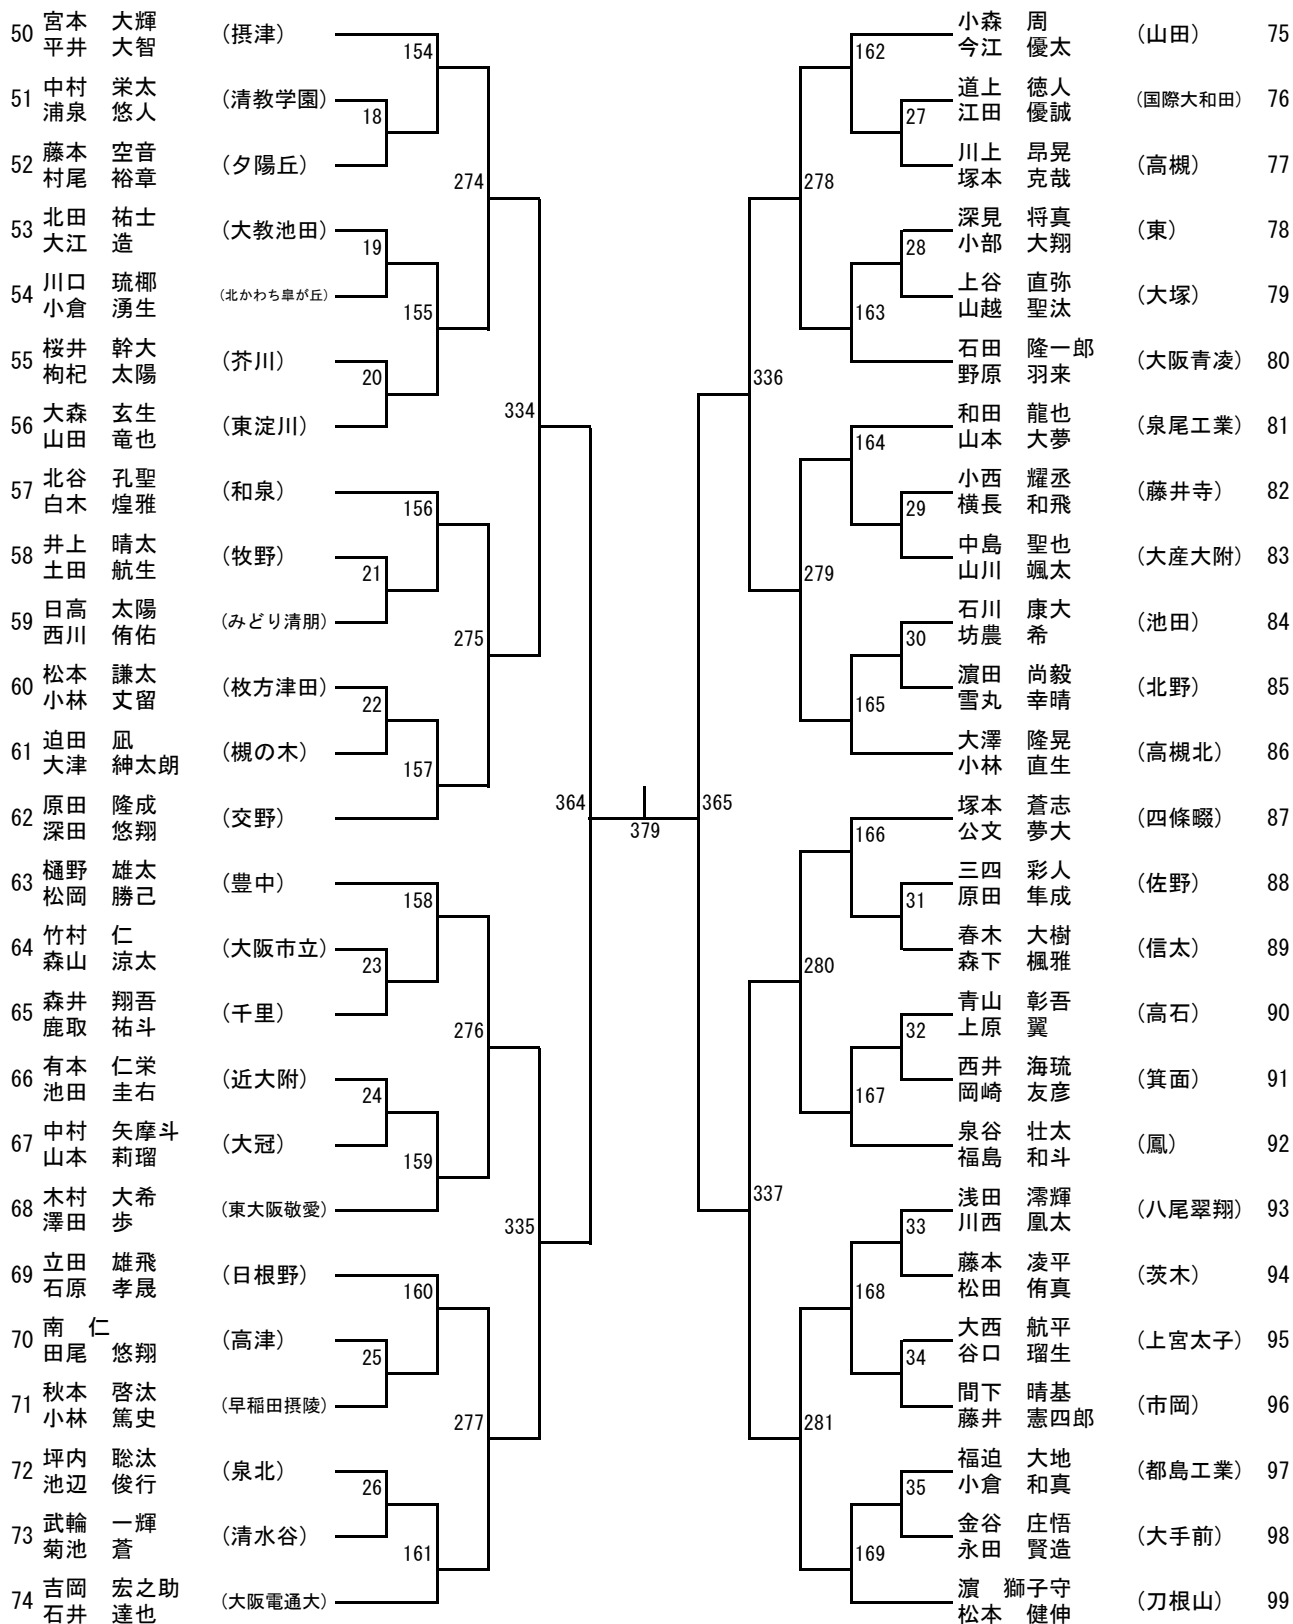 50 宮本　大輝 (摂津)
平井　大智
51 中村　栄太 (清教学園)
浦泉　悠人
52 藤本　空音 (夕陽丘)
村尾　裕章
53 北田　祐士 (大教池田)
大江　造
54 川口　琉椰 (北かわち皐が丘)
小倉　湧生
55 桜井　幹大 (芥川)
枸杞　太陽
56 大森　玄生 (東淀川)
山田　竜也
57 北谷　孔聖 (和泉)
白木　煌雅
58 井上　晴太 (牧野)
土田　航生
59 日高　太陽 (みどり清朋)
西川　侑佑
60 松本　謙太 (枚方津田)
小林　丈留
61 迫田　凪 (槻の木)
大津　紳太朗
62 原田　隆成 (交野)
深田　悠翔
63 樋野　雄太 (豊中)
松岡　勝己
64 竹村　仁 (大阪市立)
森山　涼太
65 森井　翔吾 (千里)
鹿取　祐斗
66 有本　仁栄 (近大附)
池田　圭右
67 中村　矢摩斗 (大冠)
山本　莉瑠
68 木村　大希 (東大阪敬愛)
澤田　歩
69 立田　雄飛 (日根野)
石原　孝晟
70 南　仁 (高津)
田尾　悠翔
71 秋本　啓汰 (早稲田摂陵)
小林　篤史
72 坪内　聡汰 (泉北)
池辺　俊行
73 武輪　一輝 (清水谷)
菊池　蒼
74 吉岡　宏之助 (大阪電通大)
石井　達也
154
18
274
19
155
20
334
156
21
275
22
157
364
158
23
276
24
159
335
160
25
277
26
161
379
162
27
278
28
163
336
164
29
279
30
165
365
166
31
280
32
167
337
33
168
34
281
35
169
小森　周 (山田) 75
今江　優太
道上　徳人 (国際大和田) 76
江田　優誠
川上　昂晃 (高槻) 77
塚本　克哉
深見　将真 (東) 78
小部　大翔
上谷　直弥 (大塚) 79
山越　聖汰
石田　隆一郎 (大阪青凌) 80
野原　羽来
和田　龍也 (泉尾工業) 81
山本　大夢
小西　耀丞 (藤井寺) 82
横長　和飛
中島　聖也 (大産大附) 83
山川　颯太
石川　康大 (池田) 84
坊農　希
濵田　尚毅 (北野) 85
雪丸　幸晴
大澤　隆晃 (高槻北) 86
小林　直生
塚本　蒼志 (四條畷) 87
公文　夢大
三四　彩人 (佐野) 88
原田　隼成
春木　大樹 (信太) 89
森下　楓雅
青山　彰吾 (高石) 90
上原　翼
西井　海琉 (箕面) 91
岡崎　友彦
泉谷　壮太 (鳳) 92
福島　和斗
浅田　澪輝 (八尾翠翔) 93
川西　凰太
藤本　凌平 (茨木) 94
松田　侑真
大西　航平 (上宮太子) 95
谷口　瑠生
間下　晴基 (市岡) 96
藤井　憲四郎
福迫　大地 (都島工業) 97
小倉　和真
金谷　庄悟 (大手前) 98
永田　賢造
濵　獅子守 (刀根山) 99
松本　健伸